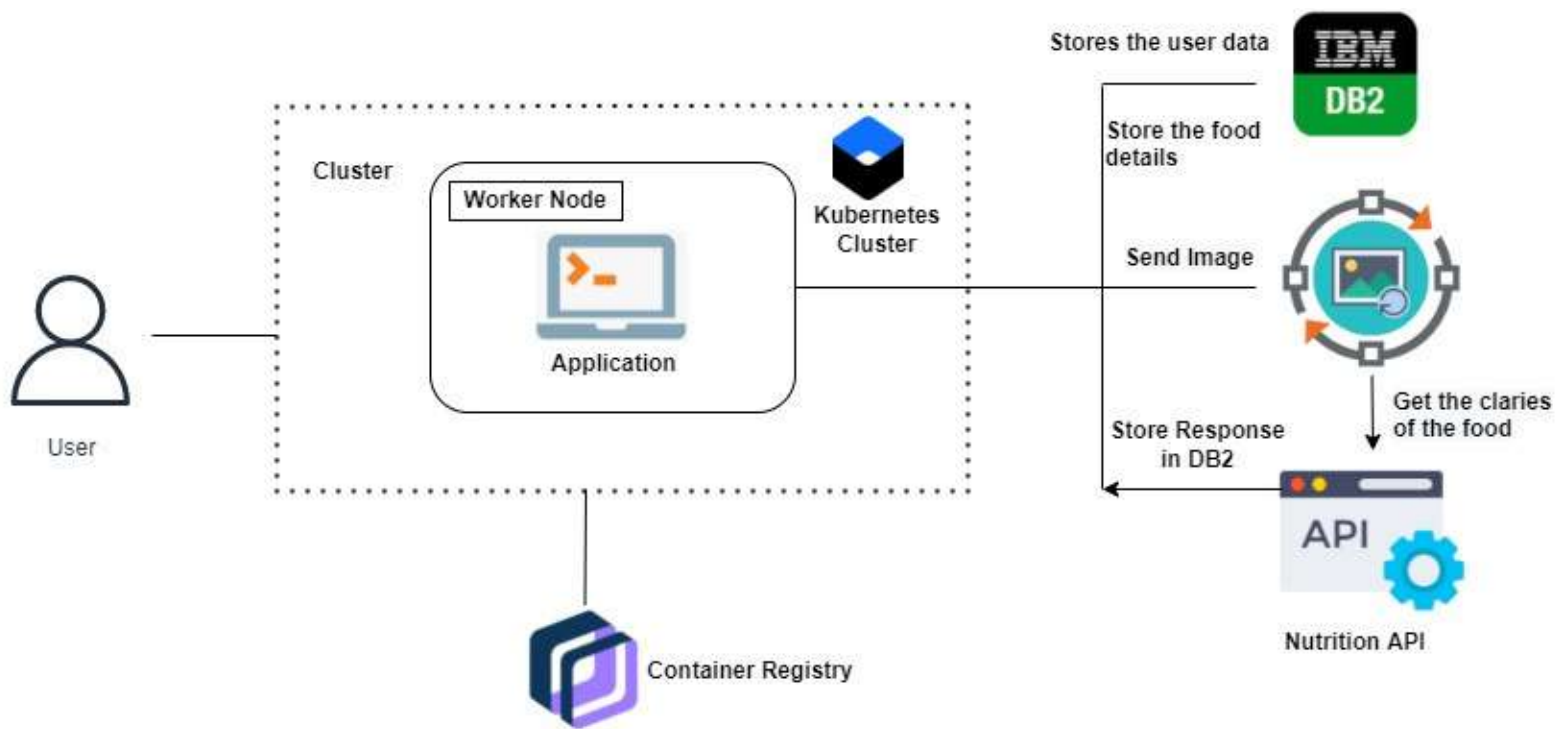 Stores the user data
IBM
DB2
Store the food
details
Cluster
Worker Node
Kubernetes
Cluster
Send Image
Application
Get the claries
of the food
Store Response
in DB2
User
API
Nutrition API
Container Registry